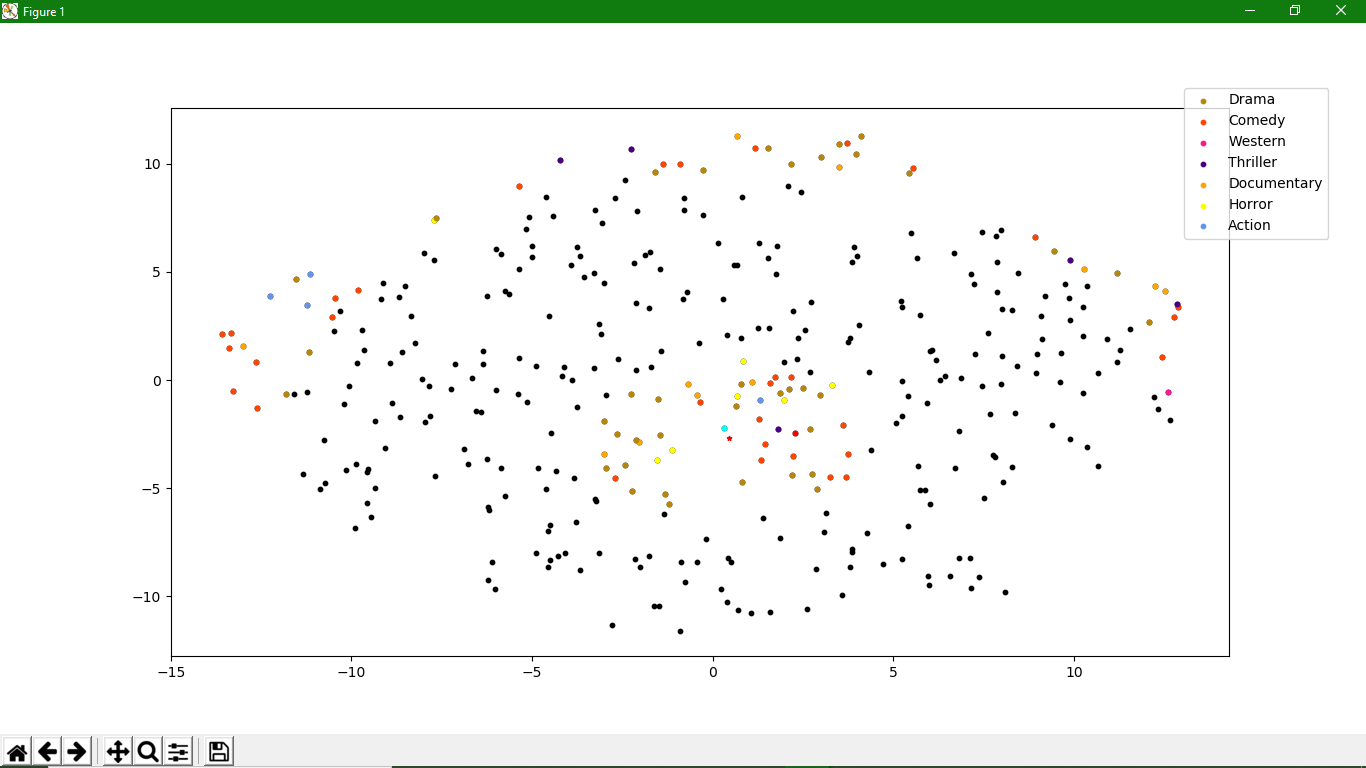 Figure 1
Drama
Comedy
Western
Thriller
Documentary
Horror
Action
10
5
0
−5
−10
−15 −10 −5 0 5 10